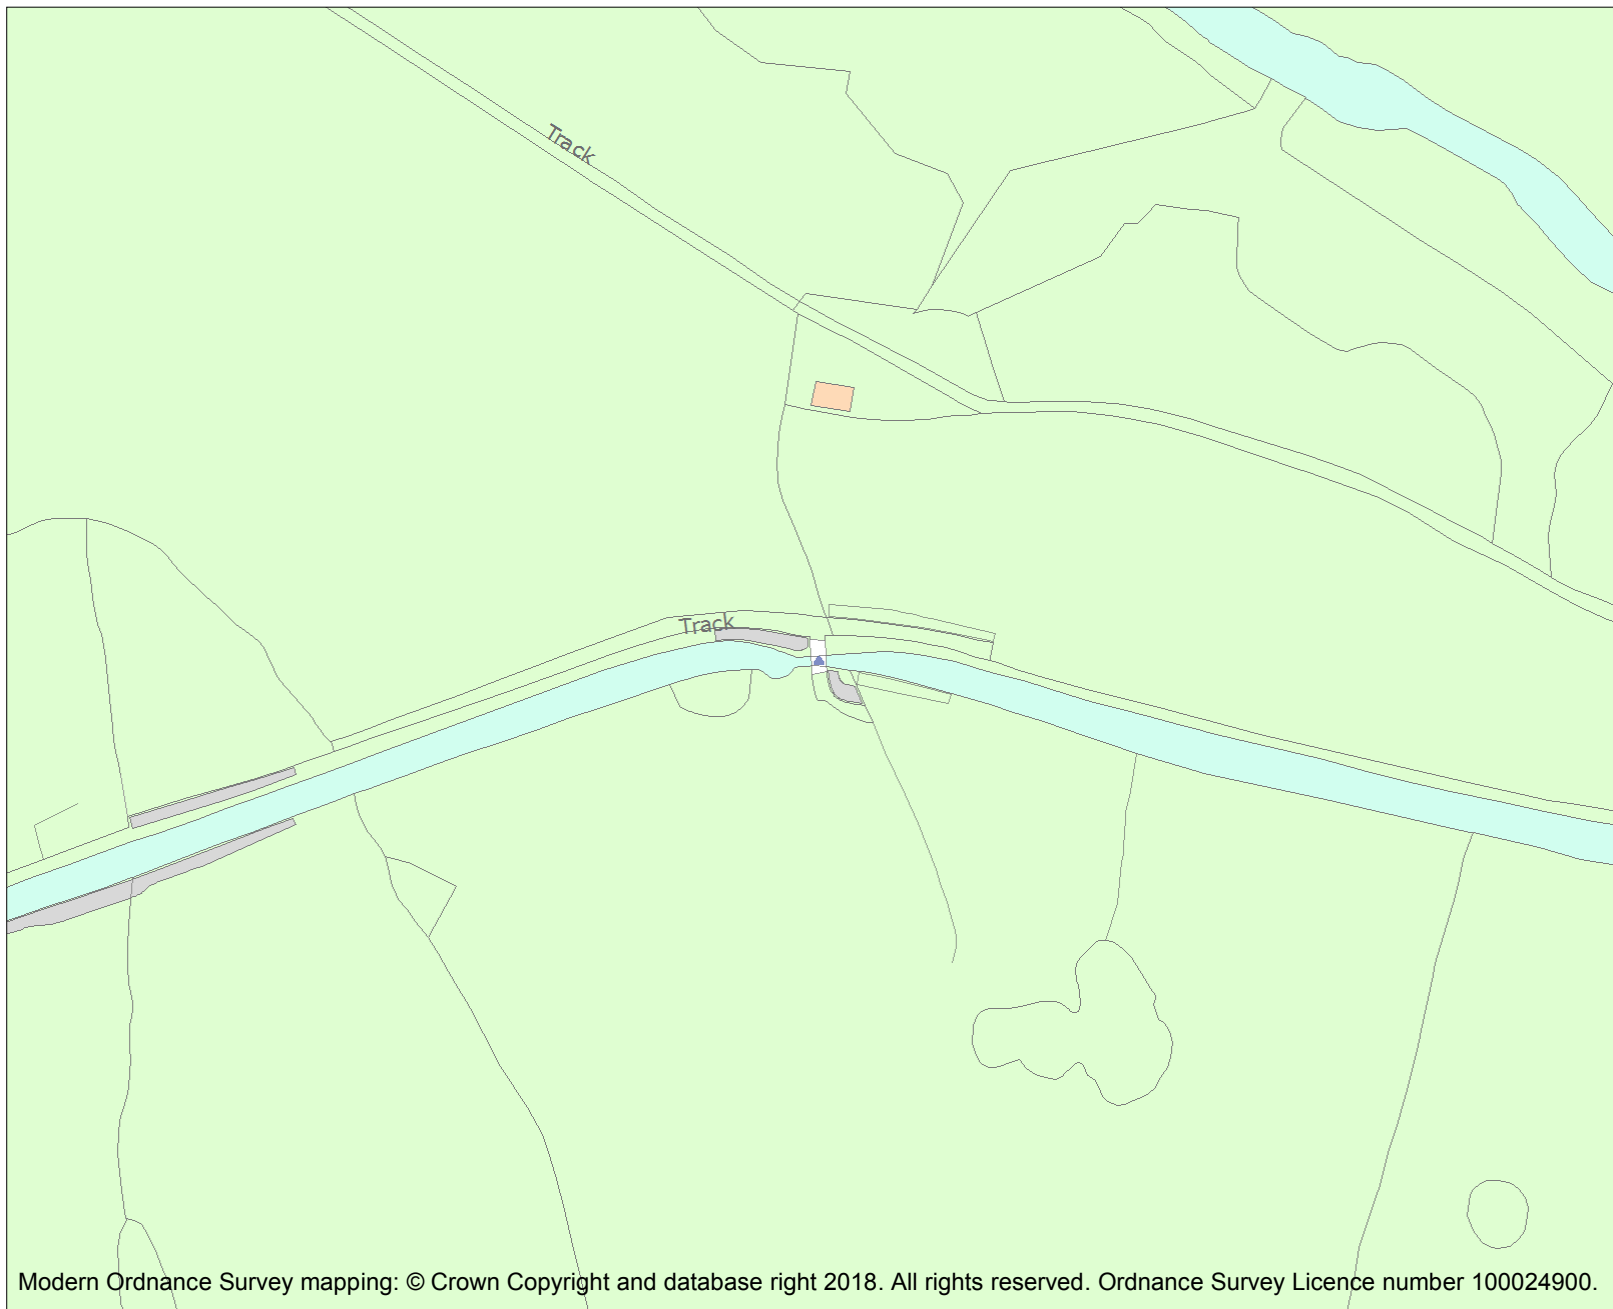 Track
Track
Modern Ordnance Survey mapping: © Crown Copyright and database right 2018. All rights reserved. Ordnance Survey Licence number 100024900.